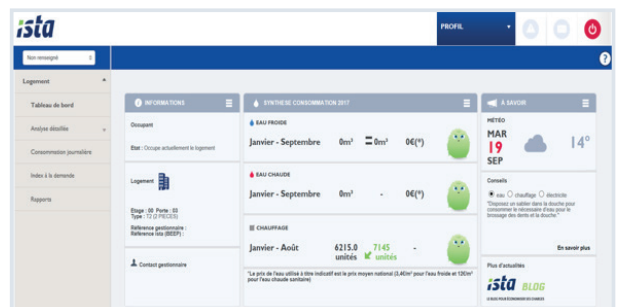 ista
PROFIL
Non renseigné
?
Logement
Tableau de bord
Analyse détaillée
Consommation journalière
Index à la demande
Rapports
INFORMATIONS
Occupant
Etat : Occupe actuellement le logement
Logement
Etage : 03 Porte : 53
Type : T2 (2 PIECES)
Référence gestionnaire :
Référence ista (BEEP) :
Contact gestionnaire
SYNTHESE CONSOMMATION 2017
EAU FROIDE
Janvier - Septembre 0m³ = 0m³ 0€(*)
EAU CHAUDE
Janvier - Septembre 0m³ - 0€(*)
CHAUFFAGE
Janvier - Août 6215.0 unités 7145 unités -
*Le prix de l'eau utilisé à titre indicatif est le prix moyen national (3,40/m³ pour l'eau froide et 12€/m³
pour l'eau chaude sanitaire)
À SAVOIR
MÉTÉO
MAR
19
SEP
14°
Conseils
eau chauffage électricité
"Disposez un sablier dans la douche pour
consommer le nécessaire d'eau pour le
brossage des dents et la douche."
En savoir plus
Plus d'actualités
ista BLOG